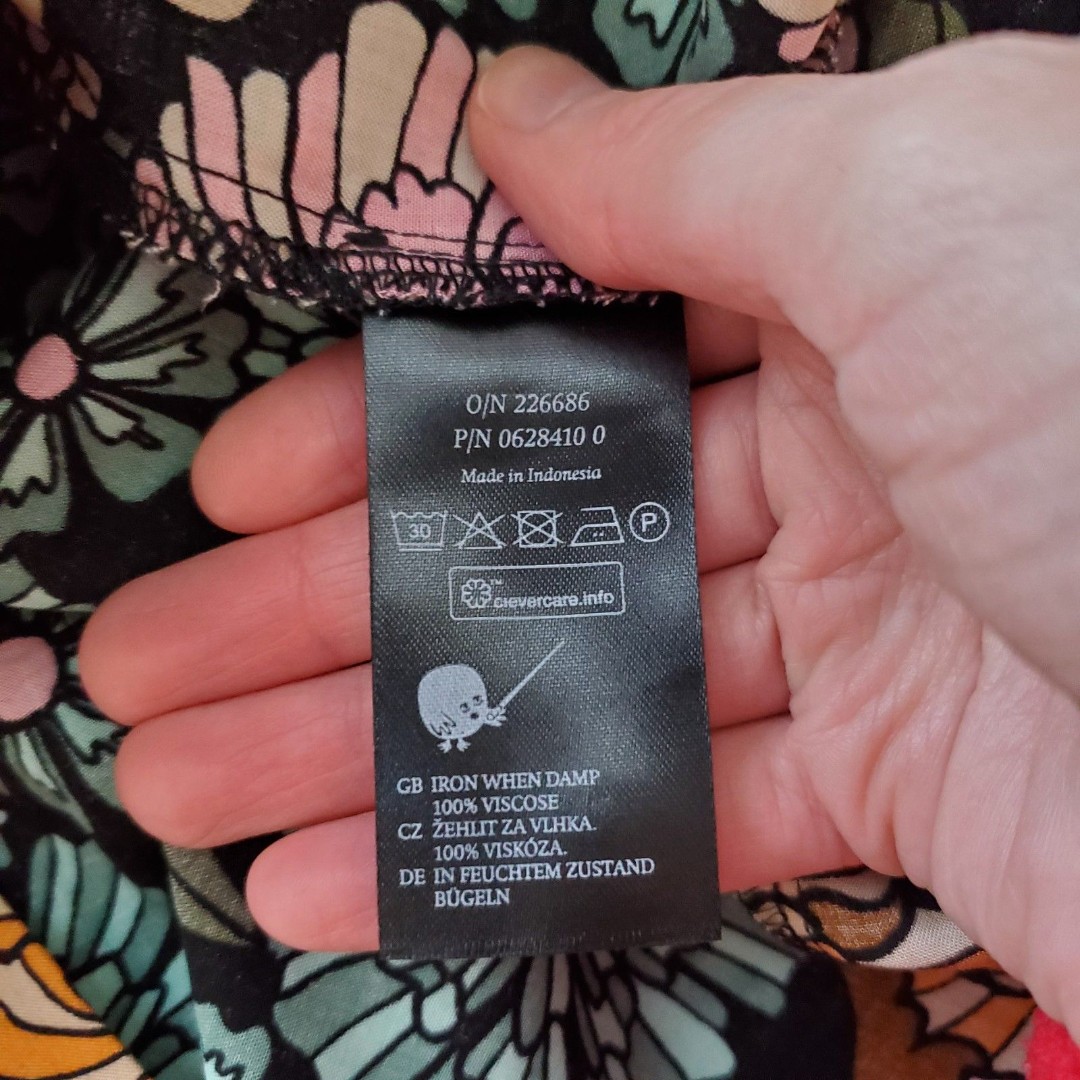 O/N 226686
P/N 0628410 0
Made in Indonesia
30 P
™clevercare.info
GB IRON WHEN DAMP
100% VISCOSE
CZ ŽEHLIT ZA VLHKA.
100% VISKÓZA.
DE IN FEUCHTEM ZUSTAND
BÜGELN